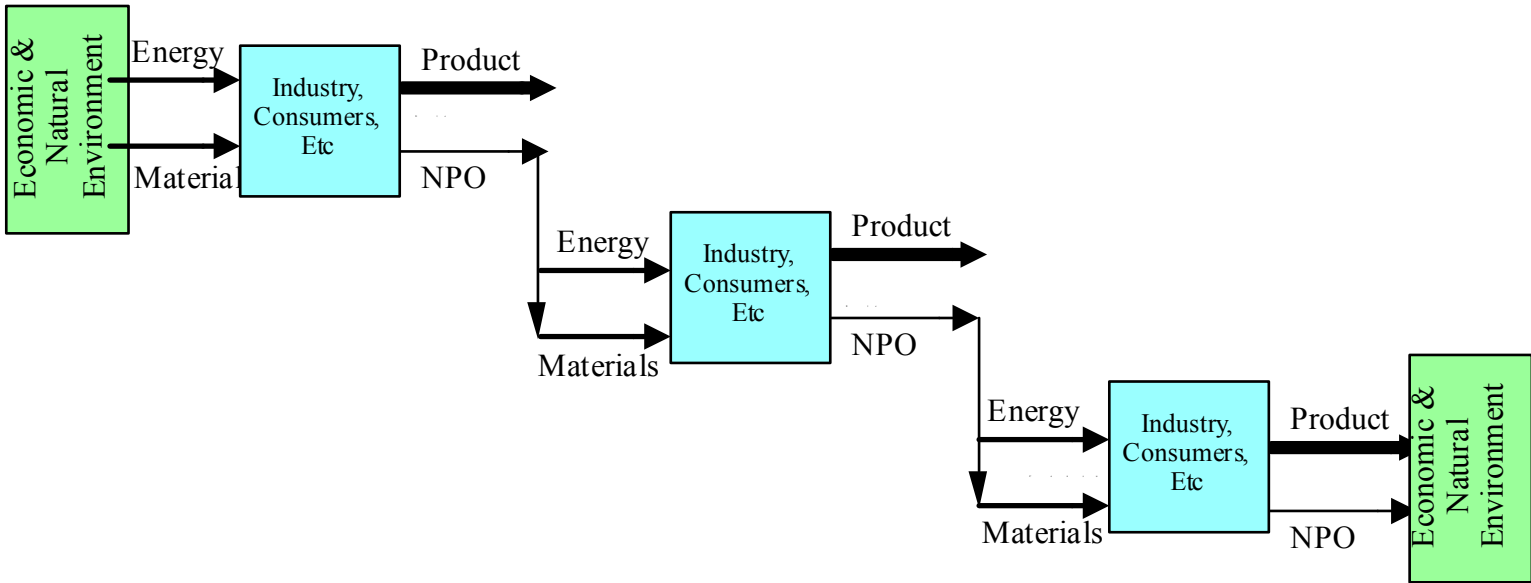 Economic &
Natural
Environment
Energy
Material
Industry,
Consumers,
Etc
Product
NPO
Energy
Materials
Industry,
Consumers,
Etc
Product
NPO
Energy
Materials
Industry,
Consumers,
Etc
Product
NPO
Economic &
Natural
Environment